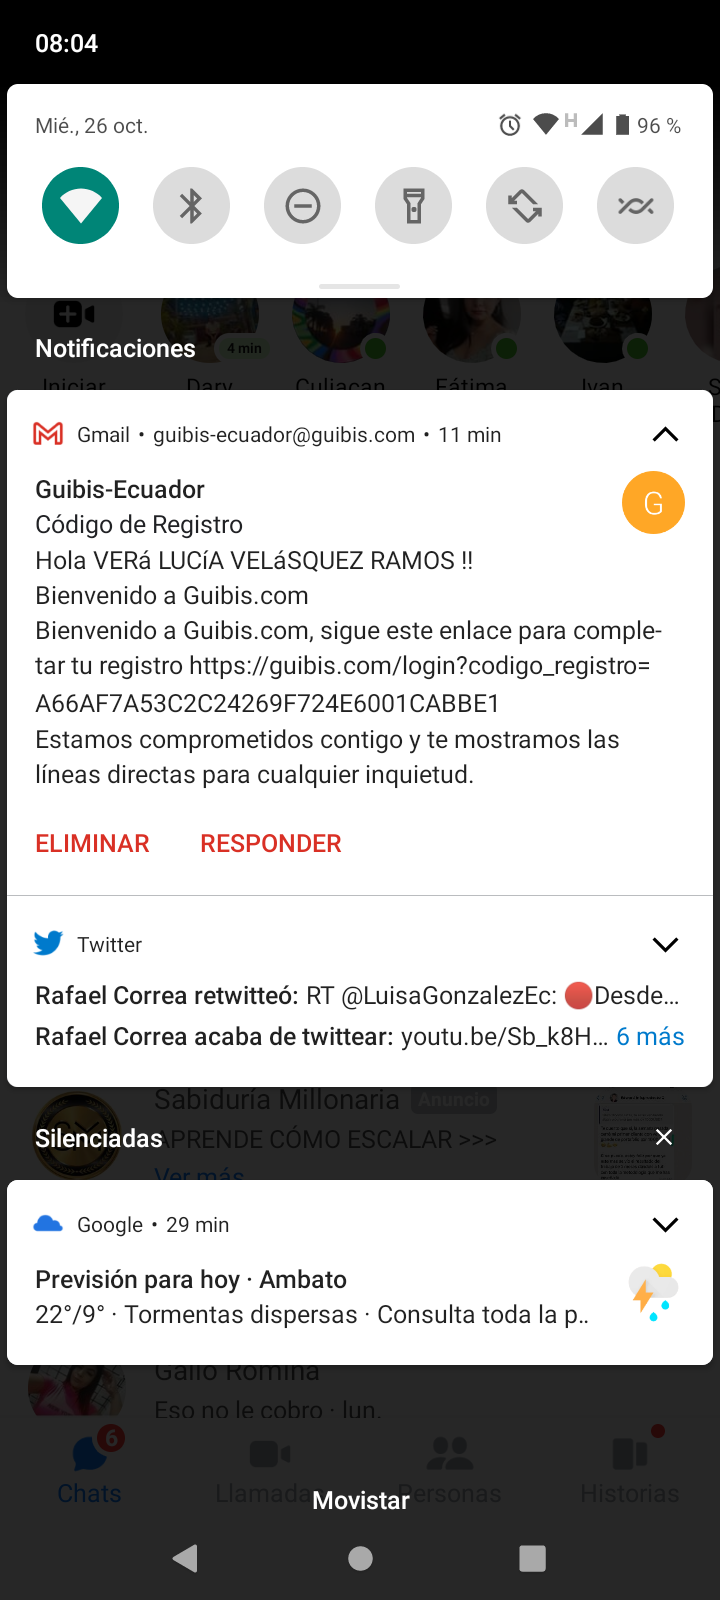 08:04
Mié., 26 oct.
H
96 %
4 min
Notificaciones
Iniciar
Dary
Culiacan
Fátima
Ivan
Gmail • guibis-ecuador@guibis.com • 11 min
Guibis-Ecuador
G
Código de Registro
Hola VERá LUCíA VELáSQUEZ RAMOS !!
Bienvenido a Guibis.com
Bienvenido a Guibis.com, sigue este enlace para comple-
tar tu registro https://guibis.com/login?codigo_registro=
A66AF7A53C2C24269F724E6001CABBE1
Estamos comprometidos contigo y te mostramos las
líneas directas para cualquier inquietud.
ELIMINAR RESPONDER
Twitter
Rafael Correa retwitteó: RT @LuisaGonzalezEc: 🔴Desde...
Rafael Correa acaba de twittear: youtu.be/Sb_k8H... 6 más
Sabiduría Millonaria Anuncio
Silenciadas
APRENDE CÓMO ESCALAR >>>
Ver más
Google • 29 min
Previsión para hoy · Ambato
22°/9° · Tormentas dispersas · Consulta toda la p..
Gallo Romina
Eso no le cobro · lun.
6
Chats
Llamada
Personas
Historias
Movistar